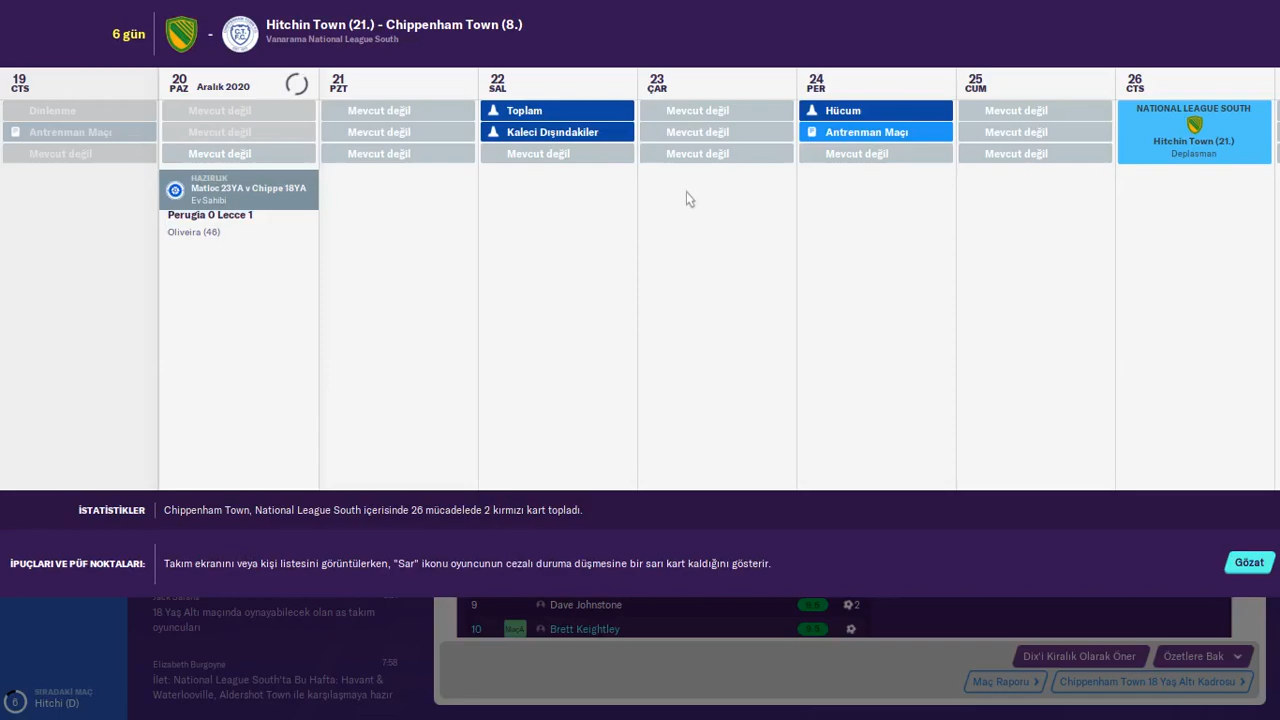 6 gün
-
Hitchin Town (21.) - Chippenham Town (8.)
Vanarama National League South
19
CTS
20
PAZ
Aralık 2020
21
PZT
22
SAL
23
ÇAR
24
PER
25
CUM
26
CTS
Dinlenme
Antrenman Maçı
Mevcut değil
Mevcut değil
Mevcut değil
Mevcut değil
Mevcut değil
Mevcut değil
Mevcut değil
Toplam
Kaleci Dışındakiler
Mevcut değil
Mevcut değil
Mevcut değil
Mevcut değil
Hücum
Antrenman Maçı
Mevcut değil
Mevcut değil
Mevcut değil
Mevcut değil
NATIONAL LEAGUE SOUTH
Hitchin Town (21.)
Deplasman
HAZIRLIK
Matloc 23YA v Chippe 18YA
Ev Sahibi
Perugia 0 Lecce 1
Oliveira (46)
İSTATİSTİKLER
Chippenham Town, National League South içerisinde 26 mücadelede 2 kırmızı kart topladı.
İPUÇLARI VE PÜF NOKTALARI:
Takım ekranını veya kişi listesini görüntülerken, "Sar" ikonu oyuncunun cezalı duruma düşmesine bir sarı kart kaldığını gösterir.
Gözat
18 Yaş Altı maçında oynayabilecek olan as takım
oyuncuları
Elizabeth Burgoyne
7:58
İlet: National League South'ta Bu Hafta: Havant &
Waterlooville, Aldershot Town ile karşılaşmaya hazır
6
SIRADAKİ MAÇ
Hitchi (D)
9
Dave Johnstone
2
10
MaçA
Brett Keightley
Dix'i Kiralık Olarak Öner
Özetlere Bak
Maç Raporu
Chippenham Town 18 Yaş Altı Kadrosu